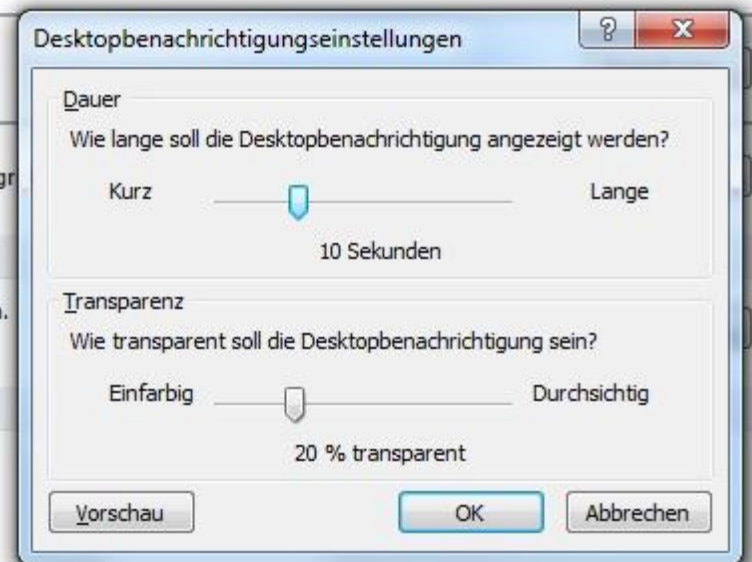 Desktopbenachrichtigungseinstellungen
Dauer
Wie lange soll die Desktopbenachrichtigung angezeigt werden?
Kurz Lange
10 Sekunden
Transparenz
Wie transparent soll die Desktopbenachrichtigung sein?
Einfarbig Durchsichtig
20 % transparent
Vorschau OK Abbrechen